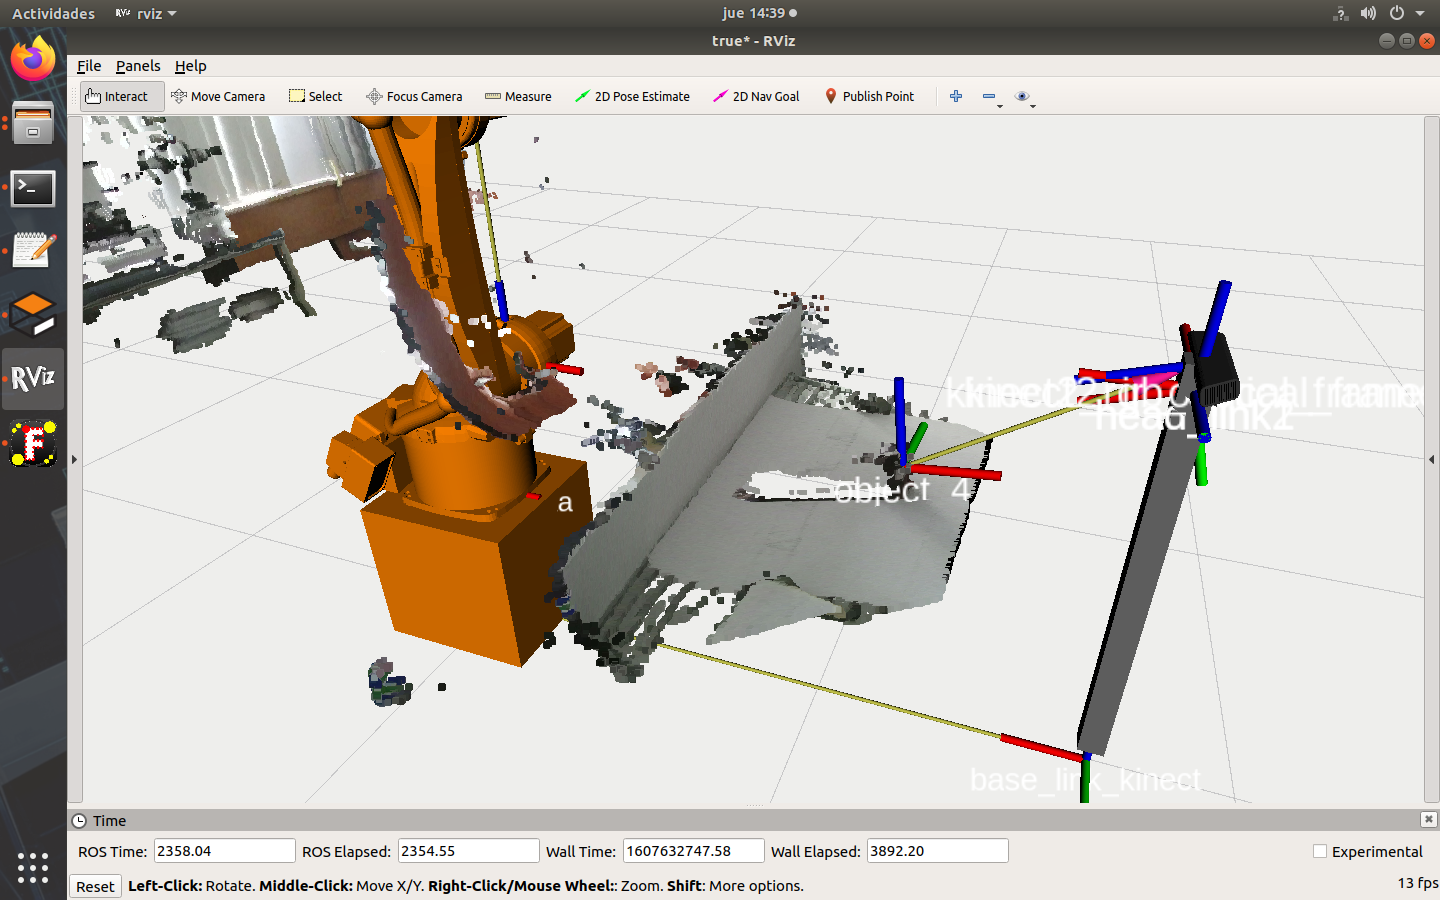 Actividades
RViz
rviz
jue 14:39
true* - RViz
File Panels Help
Interact Move Camera Select Focus Camera Measure 2D Pose Estimate 2D Nav Goal Publish Point
RViz
F
head_link2
object_4
a
base_link_kinect
Time
ROS Time: 2358.04 ROS Elapsed: 2354.55 Wall Time: 1607632747.58 Wall Elapsed: 3892.20 Experimental
Reset Left-Click: Rotate. Middle-Click: Move X/Y. Right-Click/Mouse Wheel:: Zoom. Shift: More options. 13 fps